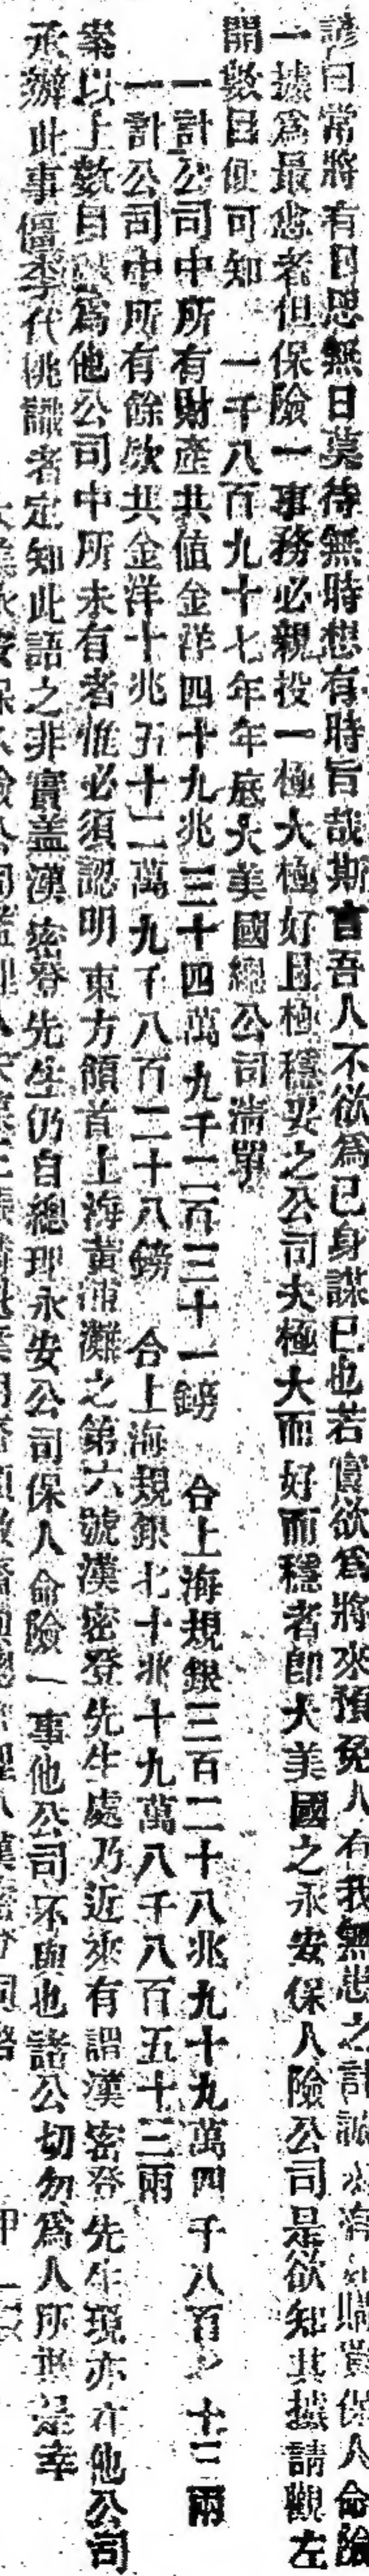 諺曰常將有日思無日莫待無時想有時旨哉斯言吾人不欲爲己身謀已也若實欲爲將來預免人有我無悲之計誠 購買保人命險
一據爲最急者但保險一事務必親投一極大極好且極穩妥之公司夫極大而好而穩者卽大美國之永安保人險公司是欲知其據請觀左
開數目便可知 一千八百九十七年年底大美國總公司淸單
一計公司中所有財產共値金洋四十九兆三十四萬九千二百三十一鎊 合上海規銀三百二十八兆九十九萬四千八百 十三兩
一計公司中所有餘欵共金洋十兆五十二萬九千八百二十八鎊 合上海規銀七十兆十九萬八千八百五十三兩
案以上數目 爲他公司中所未有者惟必須認明東方領首上海黃浦灘之第六號漢密登先生處乃近來有謂漢密登先生現亦在他公司
承辦此事僵李代桃識者定知此語之非實蓋漢密登先生仍自總理永安公司保人命險一事他公司不與也諸公切勿爲人所 是幸